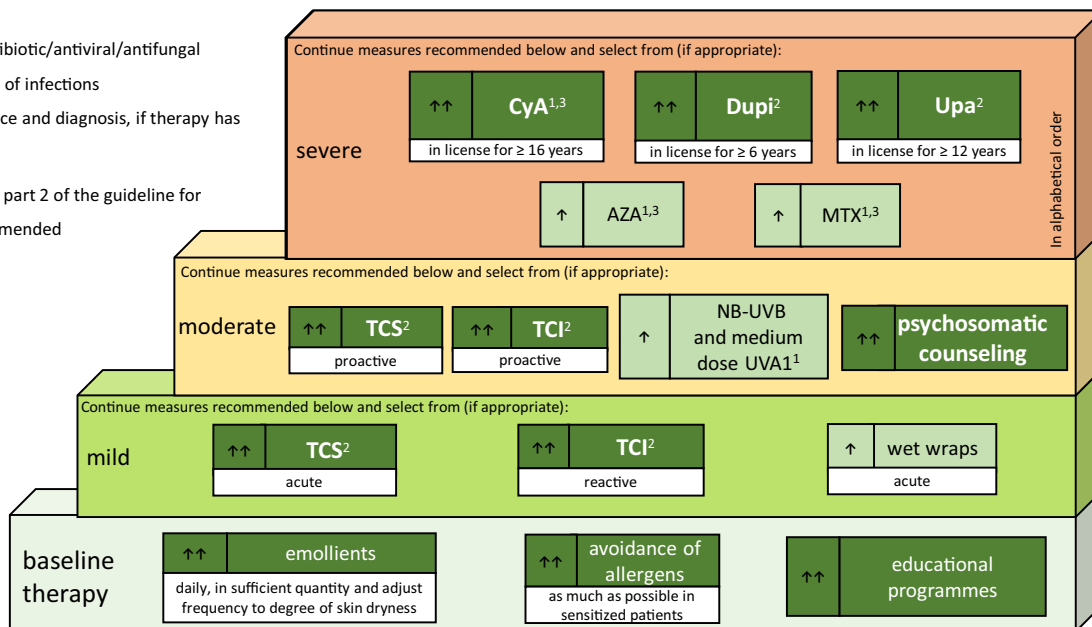 ibiotic/antiviral/antifungal
of infections
ce and diagnosis, if therapy has
part 2 of the guideline for
mended
Continue measures recommended below and select from (if appropriate):
severe
↑↑ CyA1,3
in license for ≥ 16 years
↑↑ Dupi2
in license for ≥ 6 years
↑↑ Upa2
in license for ≥ 12 years
↑ AZA1,3
↑ MTX1,3
In alphabetical order
Continue measures recommended below and select from (if appropriate):
moderate
↑↑ TCS2
proactive
↑↑ TCI2
proactive
↑
NB-UVB
and medium
dose UVA11
↑↑
psychosomatic
counseling
Continue measures recommended below and select from (if appropriate):
mild
↑↑ TCS2
acute
↑↑ TCI2
reactive
↑ wet wraps
acute
baseline
therapy
↑↑ emollients
daily, in sufficient quantity and adjust
frequency to degree of skin dryness
↑↑
avoidance of
allergens
as much as possible in
sensitized patients
↑↑
educational
programmes